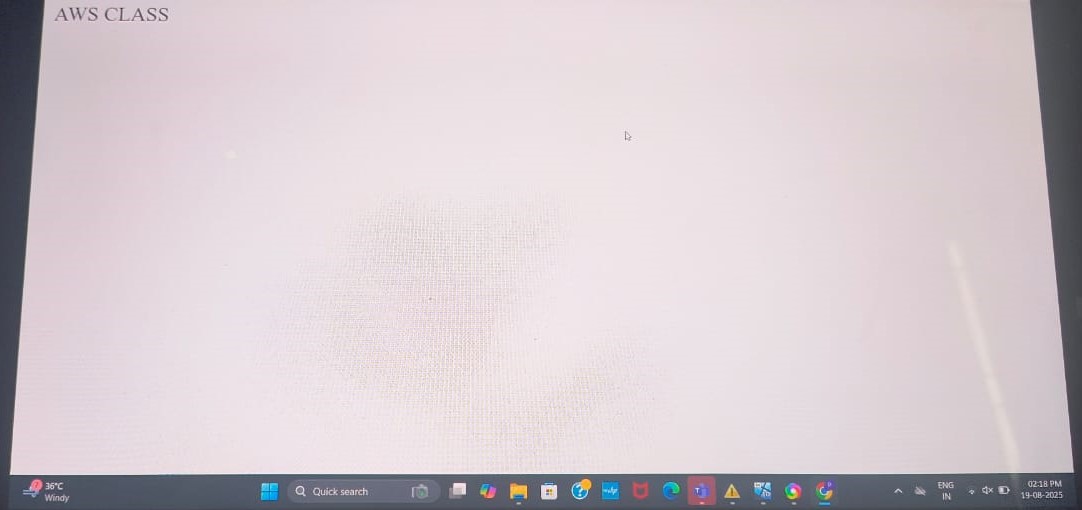 AWS CLASS
36°C
Windy
Quick search
ENG
IN
02:18 PM
19-08-2025